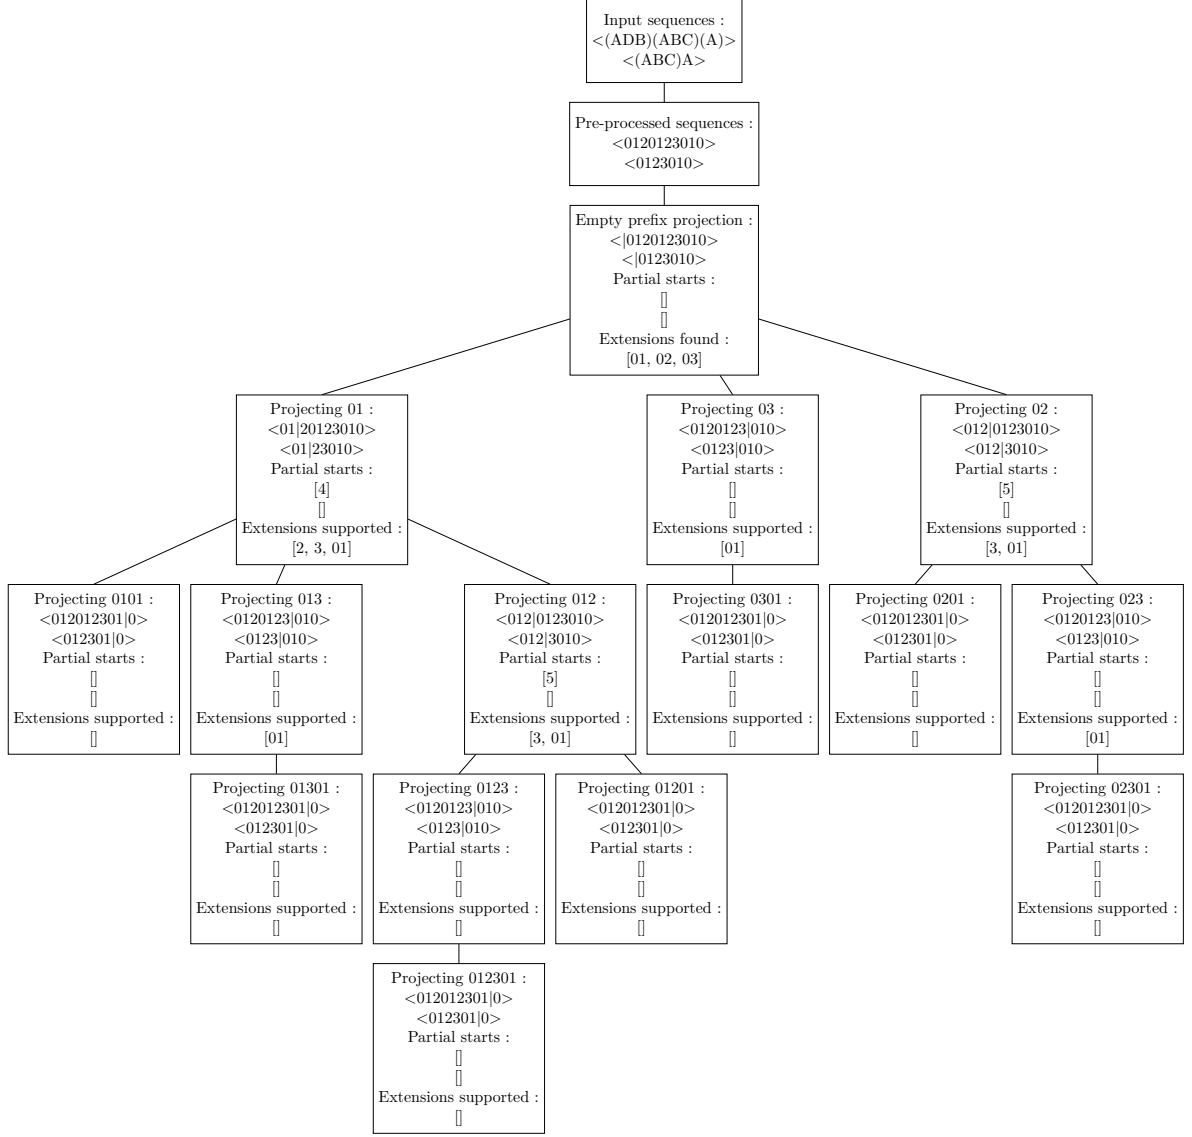 Input sequences :
<(ADB)(ABC)(A)>
<(ABC)A>
Pre-processed sequences :
<0120123010>
<0123010>
Empty prefix projection :
<|0120123010>
<|0123010>
Partial starts :
[]
[]
Extensions found :
[01, 02, 03]
Projecting 01 :
<01|20123010>
<01|23010>
Partial starts :
[4]
[]
Extensions supported :
[2, 3, 01]
Projecting 03 :
<0120123|010>
<0123|010>
Partial starts :
[]
[]
Extensions supported :
[01]
Projecting 02 :
<012|0123010>
<012|3010>
Partial starts :
[5]
[]
Extensions supported :
[3, 01]
Projecting 0101 :
<012012301|0>
<012301|0>
Partial starts :
[]
[]
Extensions supported :
[]
Projecting 013 :
<0120123|010>
<0123|010>
Partial starts :
[]
[]
Extensions supported :
[01]
Projecting 012 :
<012|0123010>
<012|3010>
Partial starts :
[5]
[]
Extensions supported :
[3, 01]
Projecting 0301 :
<012012301|0>
<012301|0>
Partial starts :
[]
[]
Extensions supported :
[]
Projecting 0201 :
<012012301|0>
<012301|0>
Partial starts :
[]
[]
Extensions supported :
[]
Projecting 023 :
<0120123|010>
<0123|010>
Partial starts :
[]
[]
Extensions supported :
[01]
Projecting 01301 :
<012012301|0>
<012301|0>
Partial starts :
[]
[]
Extensions supported :
[]
Projecting 0123 :
<0120123|010>
<0123|010>
Partial starts :
[]
[]
Extensions supported :
[]
Projecting 01201 :
<012012301|0>
<012301|0>
Partial starts :
[]
[]
Extensions supported :
[]
Projecting 02301 :
<012012301|0>
<012301|0>
Partial starts :
[]
[]
Extensions supported :
[]
Projecting 012301 :
<012012301|0>
<012301|0>
Partial starts :
[]
[]
Extensions supported :
[]